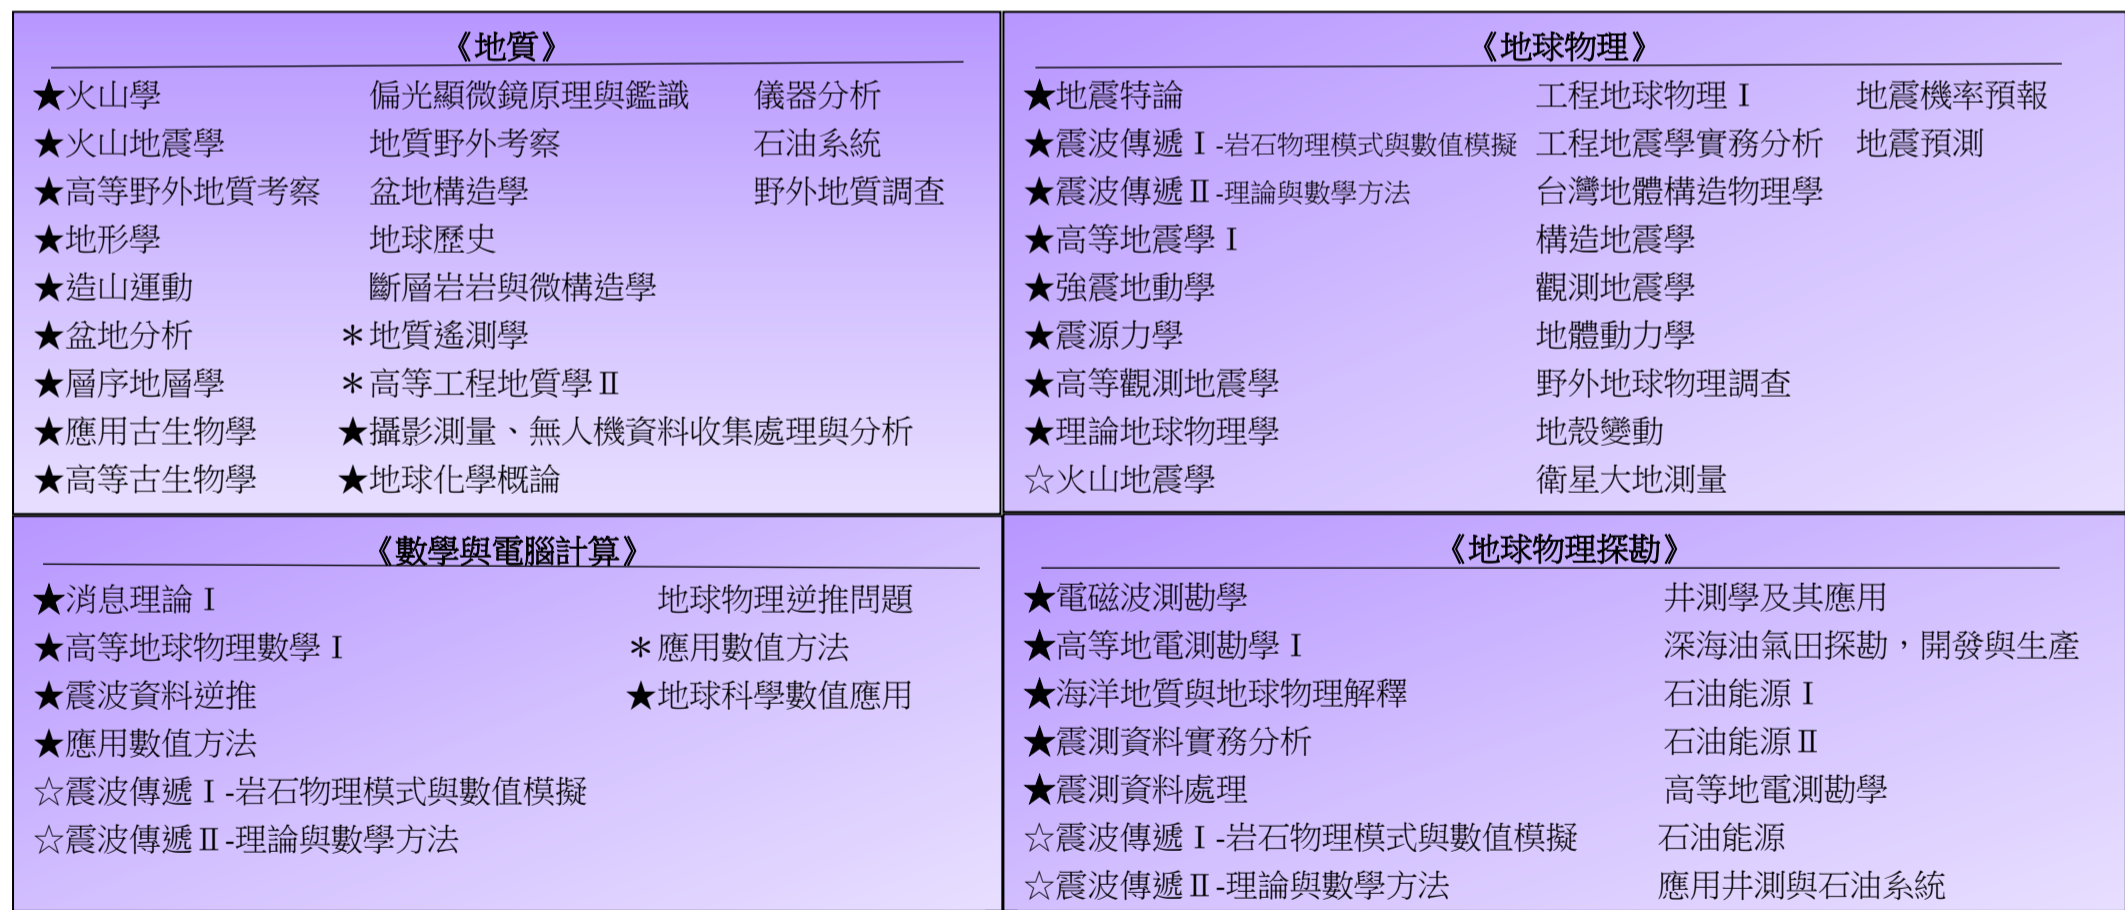 《地質》
★火山學 偏光顯微鏡原理與鑑識 儀器分析
★火山地震學 地質野外考察 石油系統
★高等野外地質考察 盆地構造學 野外地質調查
★地形學 地球歷史
★造山運動 斷層岩岩與微構造學
★盆地分析 ＊地質遙測學
★層序地層學 ＊高等工程地質學Ⅱ
★應用古生物學 ★攝影測量、無人機資料收集處理與分析
★高等古生物學 ★地球化學概論
《地球物理》
★地震特論 工程地球物理Ⅰ 地震機率預報
★震波傳遞Ⅰ-岩石物理模式與數值模擬 工程地震學實務分析 地震預測
★震波傳遞Ⅱ-理論與數學方法 台灣地體構造物理學
★高等地震學Ⅰ 構造地震學
★強震地動學 觀測地震學
★震源力學 地體動力學
★高等觀測地震學 野外地球物理調查
★理論地球物理學 地殼變動
☆火山地震學 衛星大地測量
《數學與電腦計算》
★消息理論Ⅰ 地球物理逆推問題
★高等地球物理數學Ⅰ ＊應用數值方法
★震波資料逆推 ★地球科學數值應用
★應用數值方法
☆震波傳遞Ⅰ-岩石物理模式與數值模擬
☆震波傳遞Ⅱ-理論與數學方法
《地球物理探勘》
★電磁波測勘學 井測學及其應用
★高等地電測勘學Ⅰ 深海油氣田探勘，開發與生產
★海洋地質與地球物理解釋 石油能源Ⅰ
★震測資料實務分析 石油能源Ⅱ
★震測資料處理 高等地電測勘學
☆震波傳遞Ⅰ-岩石物理模式與數值模擬 石油能源
☆震波傳遞Ⅱ-理論與數學方法 應用井測與石油系統